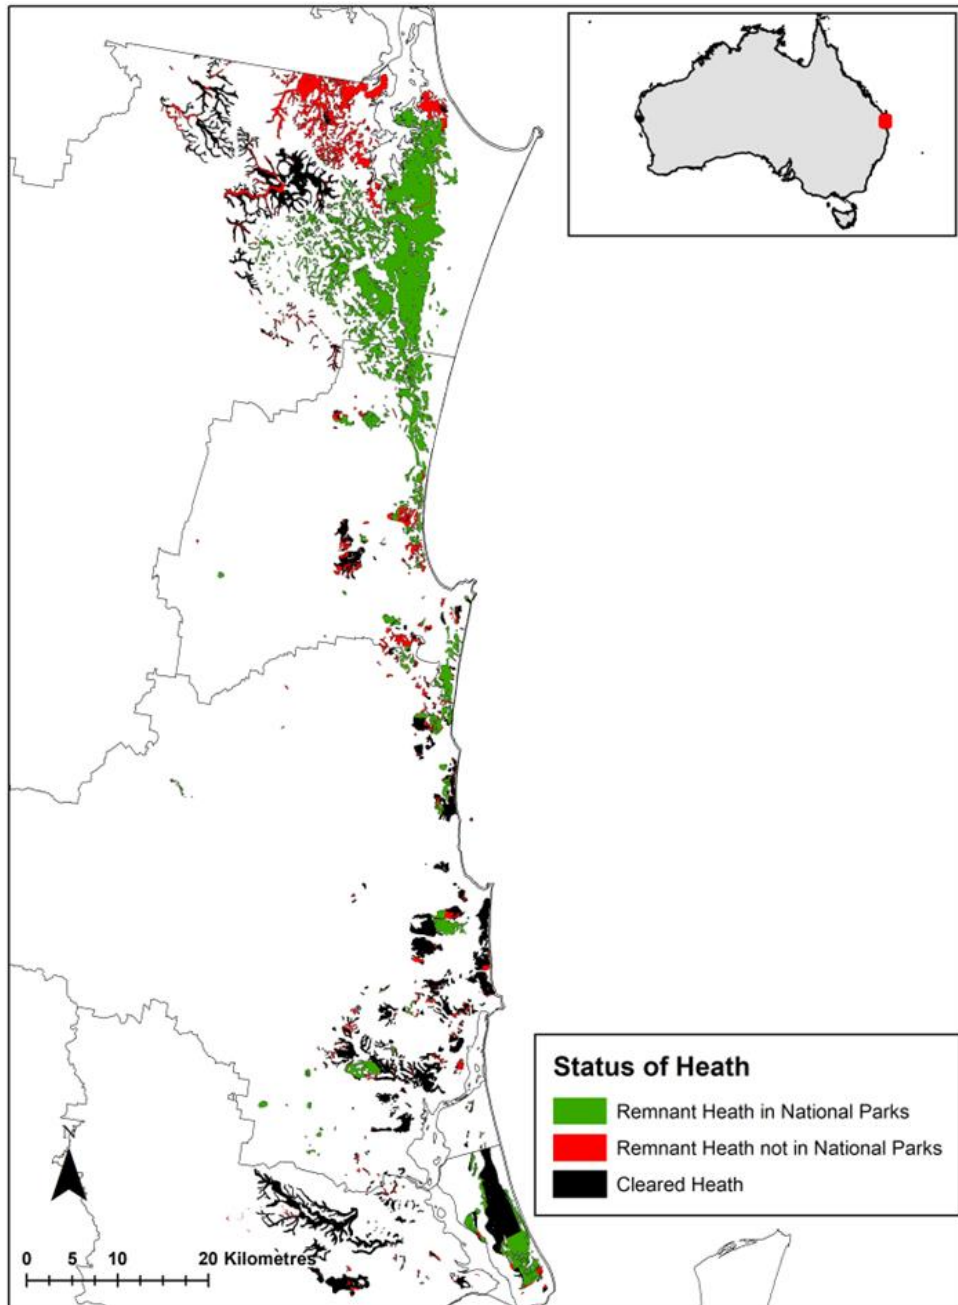 Status of Heath
Remnant Heath in National Parks
Remnant Heath not in National Parks
Cleared Heath
N
0 5 10 20 Kilometres